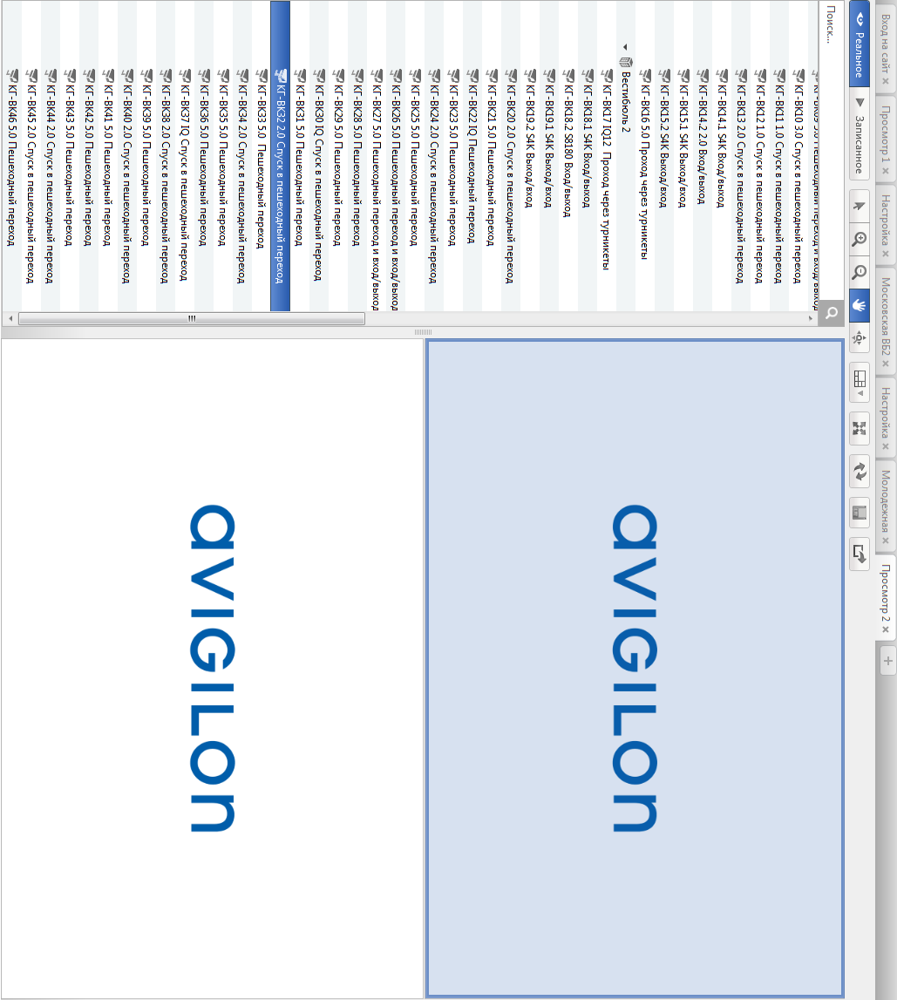 Вход на сайт
Просмотр 1
Настройка
Московская ВБ2
Настройка
Молодежная
Просмотр 2
Реальное
Записанное
Поиск...
КГ-ВК10 3.0 Спуск в пешеходный переход
КГ-ВК11 1.0 Спуск в пешеходный переход
КГ-ВК12 1.0 Спуск в пешеходный переход
КГ-ВК13 2.0 Спуск в пешеходный переход
КГ-ВК14.1 S4K Вход/выход
КГ-ВК14.2 2.0 Вход/выход
КГ-ВК15.1 S4K Выход/вход
КГ-ВК15.2 S4K Выход/вход
КГ-ВК16 5.0 Проход через турникеты
КГ-ВК17 IQ12 Проход через турникеты
Вестибюль 2
КГ-ВК18.1 S4K Вход/выход
КГ-ВК18.2 S8180 Вход/выход
КГ-ВК19.1 S4K Выход/вход
КГ-ВК19.2 S4K Выход/вход
КГ-ВК20 2.0 Спуск в пешеходный переход
КГ-ВК21 5.0 Пешеходный переход
КГ-ВК22 IQ Пешеходный переход
КГ-ВК23 5.0 Пешеходный переход
КГ-ВК24 2.0 Спуск в пешеходный переход
КГ-ВК25 5.0 Пешеходный переход
КГ-ВК26 5.0 Пешеходный переход и вход/выход
КГ-ВК27 5.0 Пешеходный переход и вход/выход
КГ-ВК28 5.0 Пешеходный переход
КГ-ВК29 5.0 Пешеходный переход
КГ-ВК30 IQ Спуск в пешеходный переход
КГ-ВК31 5.0 Пешеходный переход
КГ-ВК32 2.0 Спуск в пешеходный переход
КГ-ВК33 5.0 Пешеходный переход
КГ-ВК34 2.0 Спуск в пешеходный переход
КГ-ВК35 5.0 Пешеходный переход
КГ-ВК36 5.0 Пешеходный переход
КГ-ВК37 IQ Спуск в пешеходный переход
КГ-ВК38 2.0 Спуск в пешеходный переход
КГ-ВК39 5.0 Пешеходный переход
КГ-ВК40 2.0 Спуск в пешеходный переход
КГ-ВК41 5.0 Пешеходный переход
КГ-ВК42 5.0 Пешеходный переход
КГ-ВК43 5.0 Пешеходный переход
КГ-ВК44 2.0 Спуск в пешеходный переход
КГ-ВК45 2.0 Спуск в пешеходный переход
КГ-ВК46 5.0 Пешеходный переход
avigilon
avigilon